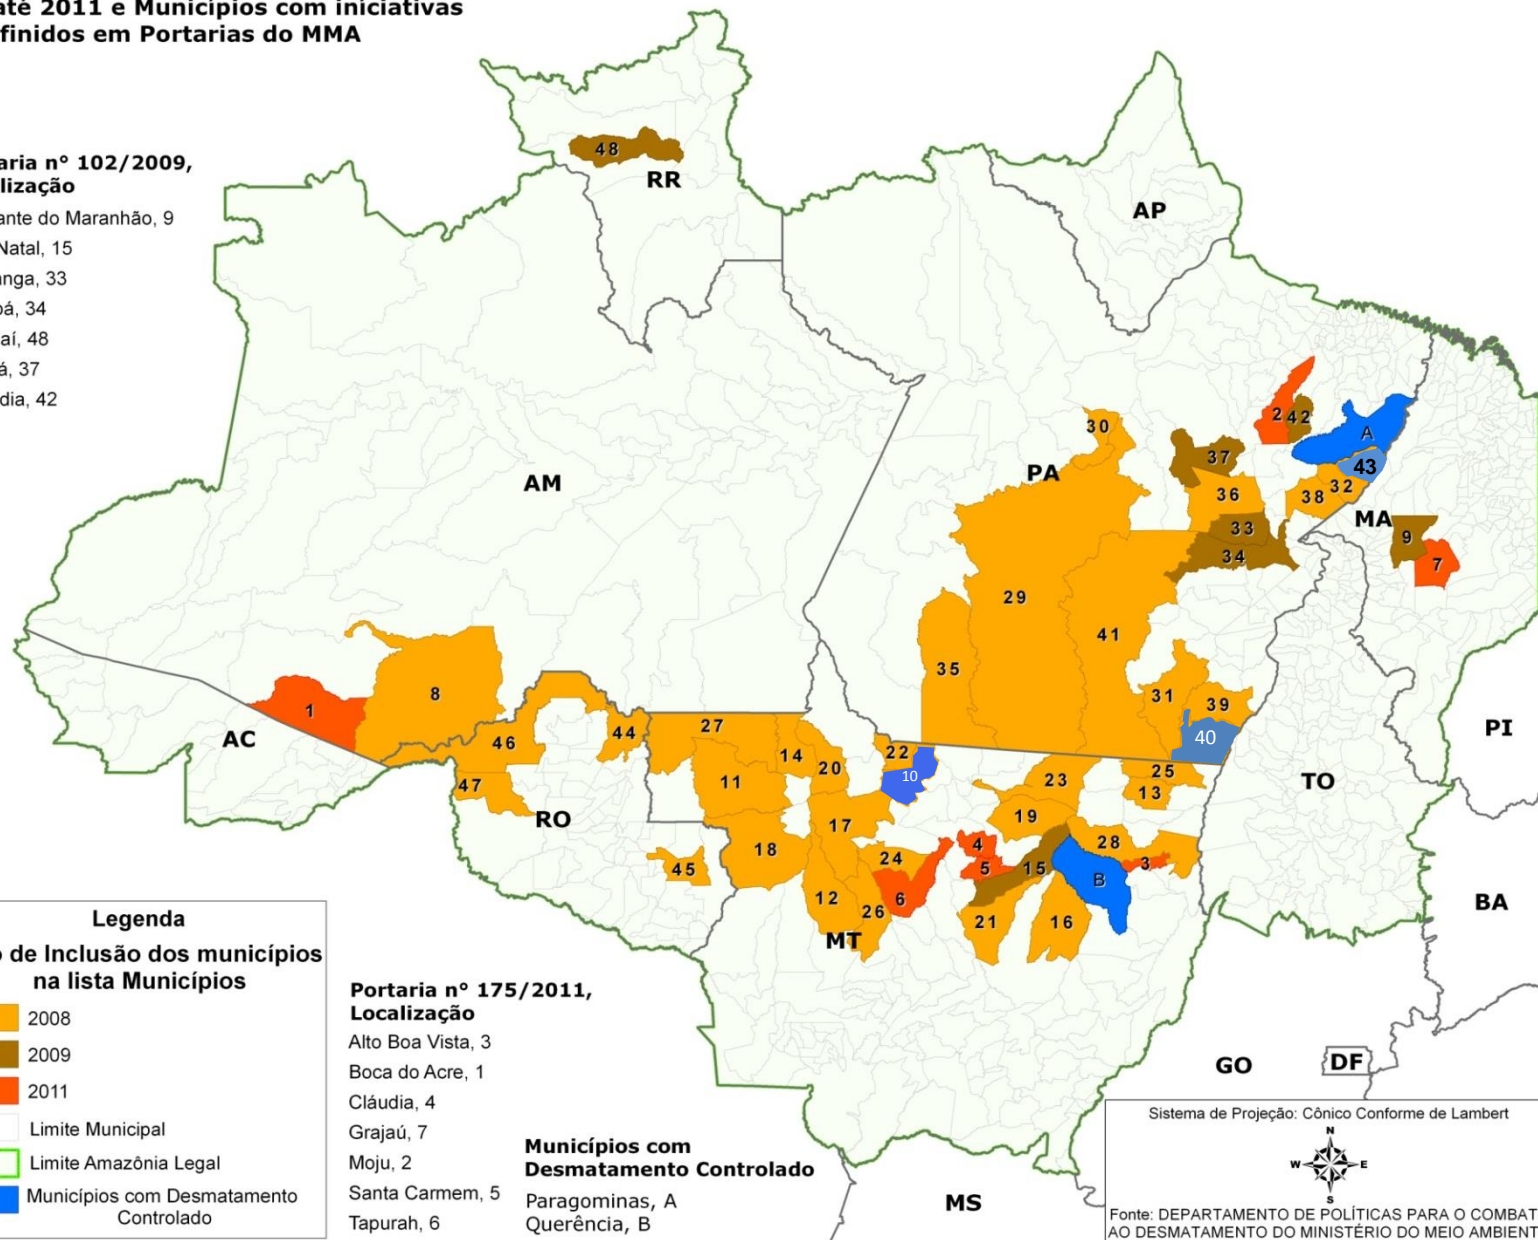 até 2011 e Municípios com iniciativas
finidos em Portarias do MMA
aria n° 102/2009,
lização
ante do Maranhão, 9
Natal, 15
anga, 33
pá, 34
aí, 48
á, 37
dia, 42
48
RR
AP
AM
PA
30
2
42
A
43
37
36
38
32
33
34
MA
9
7
29
41
35
31
39
40
8
1
AC
46
44
47
RO
45
27
14
20
11
17
18
22
10
23
25
13
19
28
3
24
4
5
15
B
6
12
26
21
16
MT
TO
PI
BA
GO
DF
MS
Legenda
o de Inclusão dos municípios
na lista Municípios
2008
2009
2011
Limite Municipal
Limite Amazônia Legal
Municípios com Desmatamento
Controlado
Portaria n° 175/2011,
Localização
Alto Boa Vista, 3
Boca do Acre, 1
Cláudia, 4
Grajaú, 7
Moju, 2
Santa Carmem, 5
Tapurah, 6
Municípios com
Desmatamento Controlado
Paragominas, A
Querência, B
Sistema de Projeção: Cônico Conforme de Lambert
N
W E
S
Fonte: DEPARTAMENTO DE POLÍTICAS PARA O COMBAT
AO DESMATAMENTO DO MINISTÉRIO DO MEIO AMBIENT